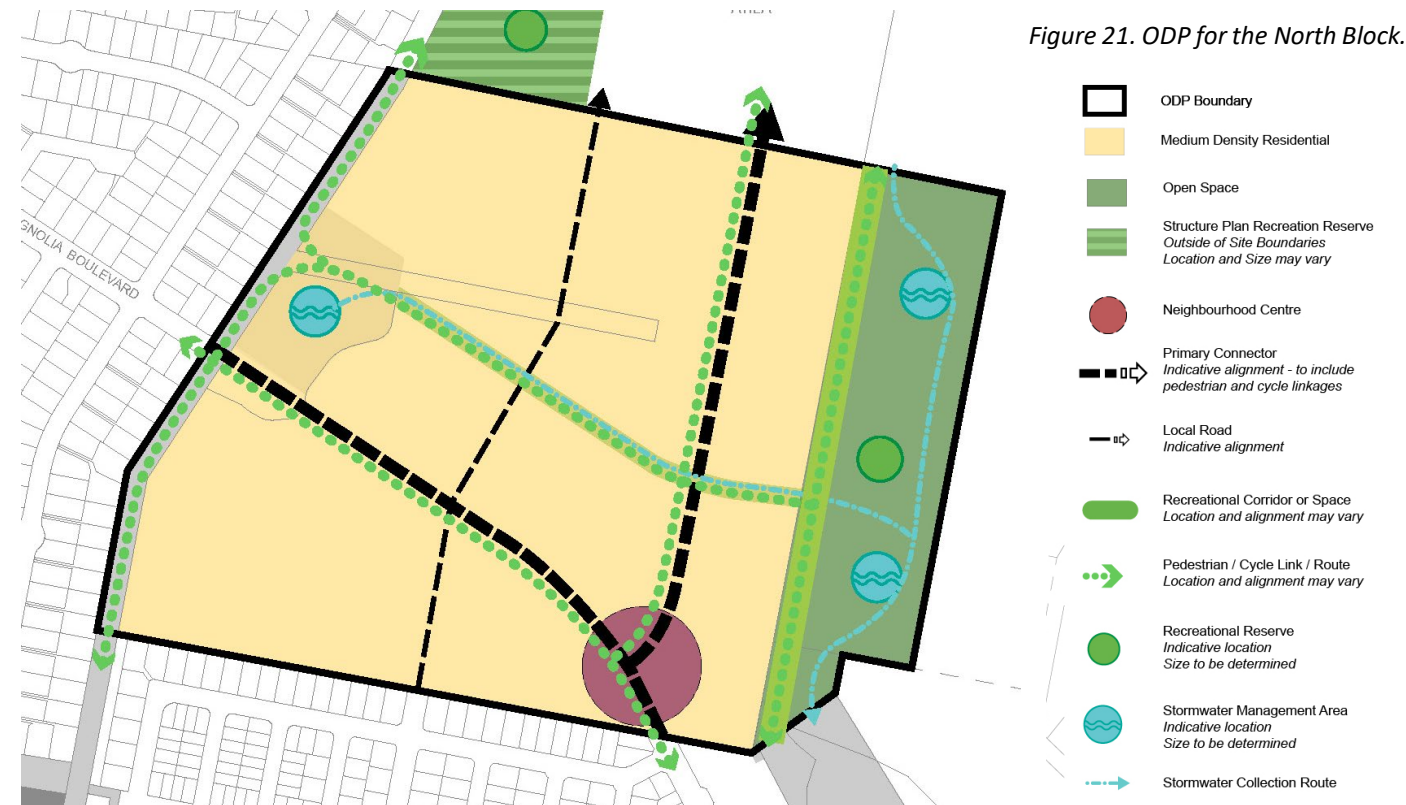 Figure 21. ODP for the North Block.
ODP Boundary
Medium Density Residential
Open Space
Structure Plan Recreation Reserve
Outside of Site Boundaries
Location and Size may vary
Neighbourhood Centre
Primary Connector
Indicative alignment - to include
pedestrian and cycle linkages
Local Road
Indicative alignment
Recreational Corridor or Space
Location and alignment may vary
Pedestrian / Cycle Link / Route
Location and alignment may vary
Recreational Reserve
Indicative location
Size to be determined
Stormwater Management Area
Indicative location
Size to be determined
Stormwater Collection Route
GNOLIA BOULEVARD